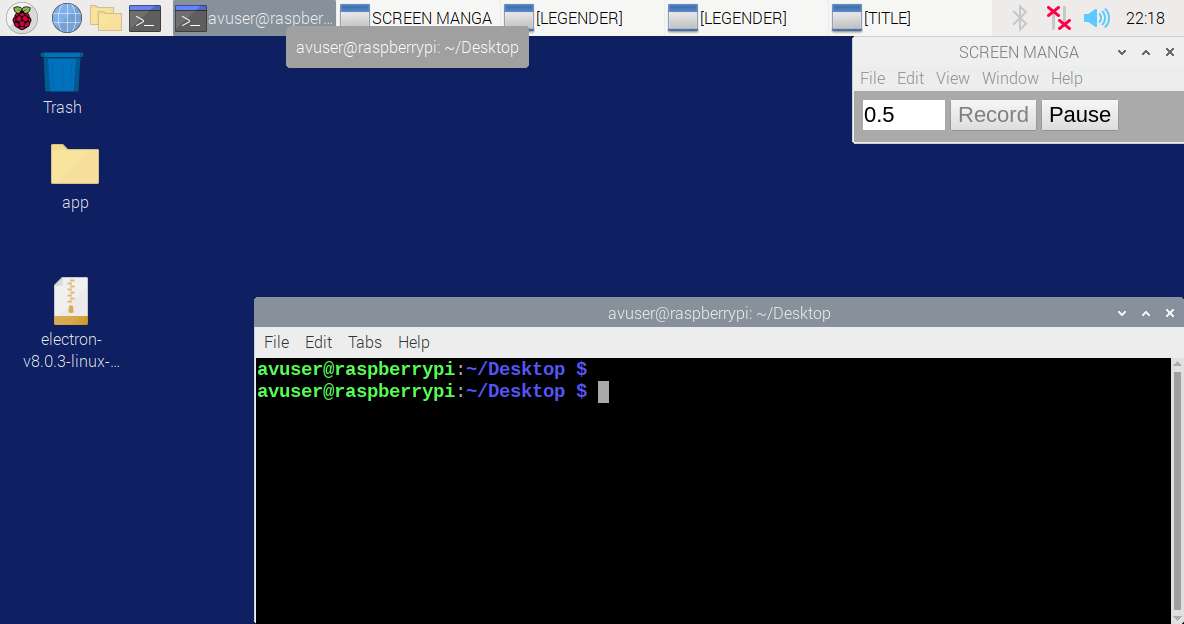 avuser@raspber...
SCREEN MANGA
[LEGENDER]
[LEGENDER]
[TITLE]
22:18
avuser@raspberrypi: ~/Desktop
SCREEN MANGA
File Edit View Window Help
0.5 Record Pause
Trash
app
electron-
v8.0.3-linux-...
avuser@raspberrypi: ~/Desktop
File Edit Tabs Help
avuser@raspberrypi:~/Desktop $
avuser@raspberrypi:~/Desktop $